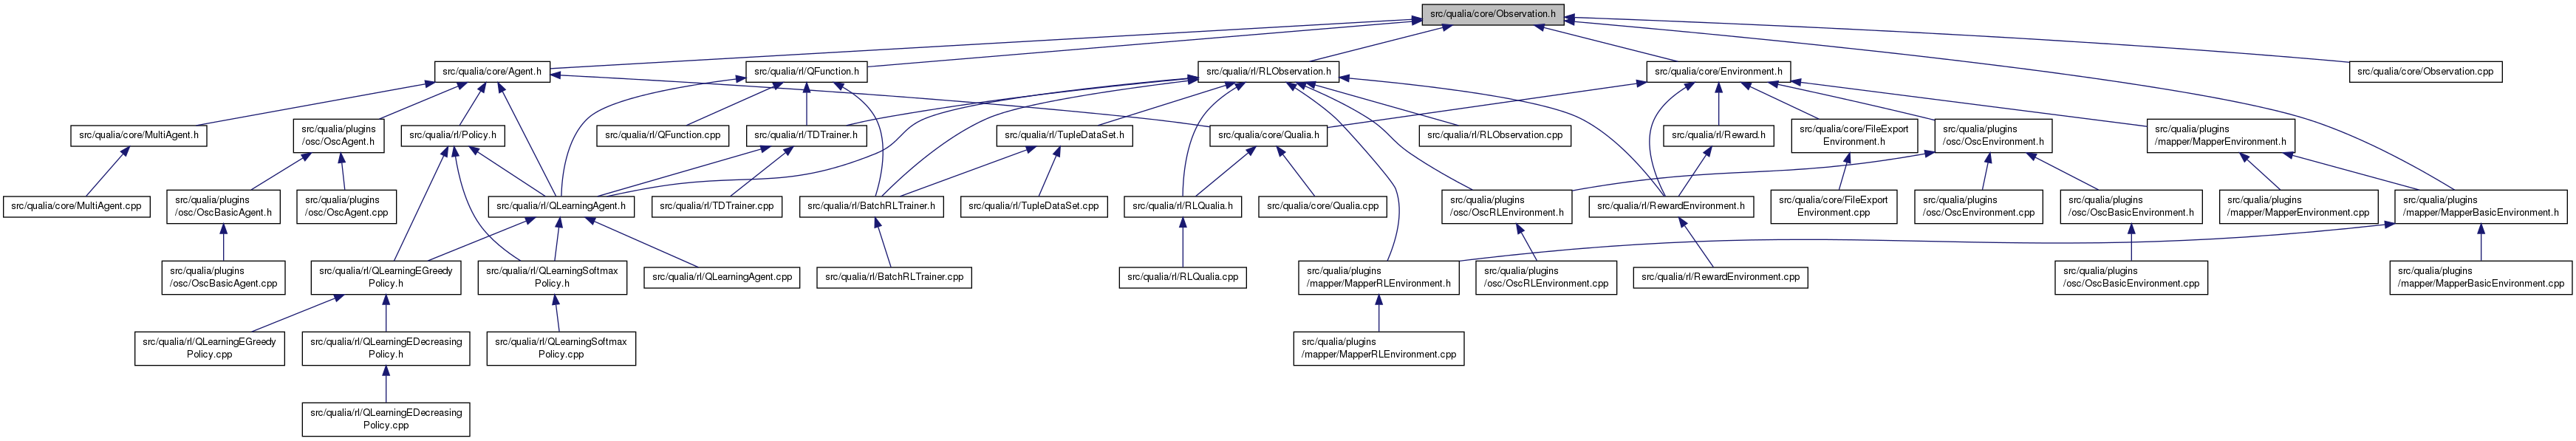 src/qualia/core/Observation.h
src/qualia/core/Agent.h
src/qualia/rl/QFunction.h
src/qualia/rl/RLObservation.h
src/qualia/core/Environment.h
src/qualia/core/Observation.cpp
src/qualia/core/MultiAgent.h
src/qualia/plugins
/osc/OscAgent.h
src/qualia/rl/Policy.h
src/qualia/rl/QFunction.cpp
src/qualia/rl/TDTrainer.h
src/qualia/rl/TupleDataSet.h
src/qualia/core/Qualia.h
src/qualia/rl/RLObservation.cpp
src/qualia/rl/Reward.h
src/qualia/core/FileExport
Environment.h
src/qualia/plugins
/osc/OscEnvironment.h
src/qualia/plugins
/mapper/MapperEnvironment.h
src/qualia/core/MultiAgent.cpp
src/qualia/plugins
/osc/OscBasicAgent.h
src/qualia/plugins
/osc/OscAgent.cpp
src/qualia/rl/QLearningAgent.h
src/qualia/rl/TDTrainer.cpp
src/qualia/rl/BatchRLTrainer.h
src/qualia/rl/TupleDataSet.cpp
src/qualia/rl/RLQualia.h
src/qualia/core/Qualia.cpp
src/qualia/plugins
/osc/OscRLEnvironment.h
src/qualia/rl/RewardEnvironment.h
src/qualia/core/FileExport
Environment.cpp
src/qualia/plugins
/osc/OscEnvironment.cpp
src/qualia/plugins
/osc/OscBasicEnvironment.h
src/qualia/plugins
/mapper/MapperEnvironment.cpp
src/qualia/plugins
/mapper/MapperBasicEnvironment.h
src/qualia/plugins
/osc/OscBasicAgent.cpp
src/qualia/rl/QLearningEGreedy
Policy.h
src/qualia/rl/QLearningSoftmax
Policy.h
src/qualia/rl/QLearningAgent.cpp
src/qualia/rl/BatchRLTrainer.cpp
src/qualia/rl/RLQualia.cpp
src/qualia/plugins
/mapper/MapperRLEnvironment.h
src/qualia/plugins
/osc/OscRLEnvironment.cpp
src/qualia/rl/RewardEnvironment.cpp
src/qualia/plugins
/osc/OscBasicEnvironment.cpp
src/qualia/plugins
/mapper/MapperBasicEnvironment.cpp
src/qualia/rl/QLearningEGreedy
Policy.cpp
src/qualia/rl/QLearningEDecreasing
Policy.h
src/qualia/rl/QLearningSoftmax
Policy.cpp
src/qualia/plugins
/mapper/MapperRLEnvironment.cpp
src/qualia/rl/QLearningEDecreasing
Policy.cpp